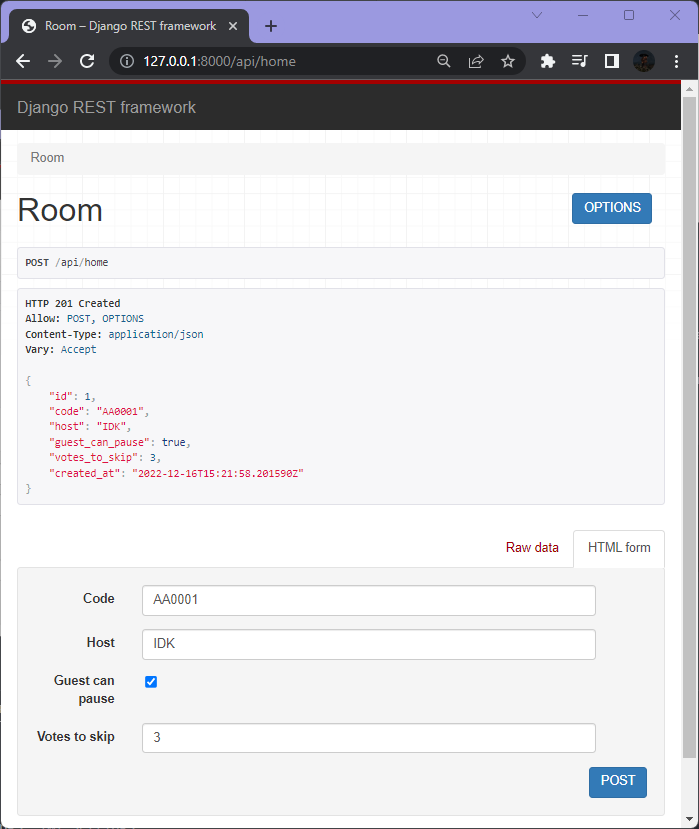 Room – Django REST framework
127.0.0.1:8000/api/home
Django REST framework
Room
Room
OPTIONS
POST /api/home
HTTP 201 Created
Allow: POST, OPTIONS
Content-Type: application/json
Vary: Accept
{
    "id": 1,
    "code": "AA0001",
    "host": "IDK",
    "guest_can_pause": true,
    "votes_to_skip": 3,
    "created_at": "2022-12-16T15:21:58.201590Z"
}
Raw data
HTML form
Code
AA0001
Host
IDK
Guest can
pause
Votes to skip
3
POST